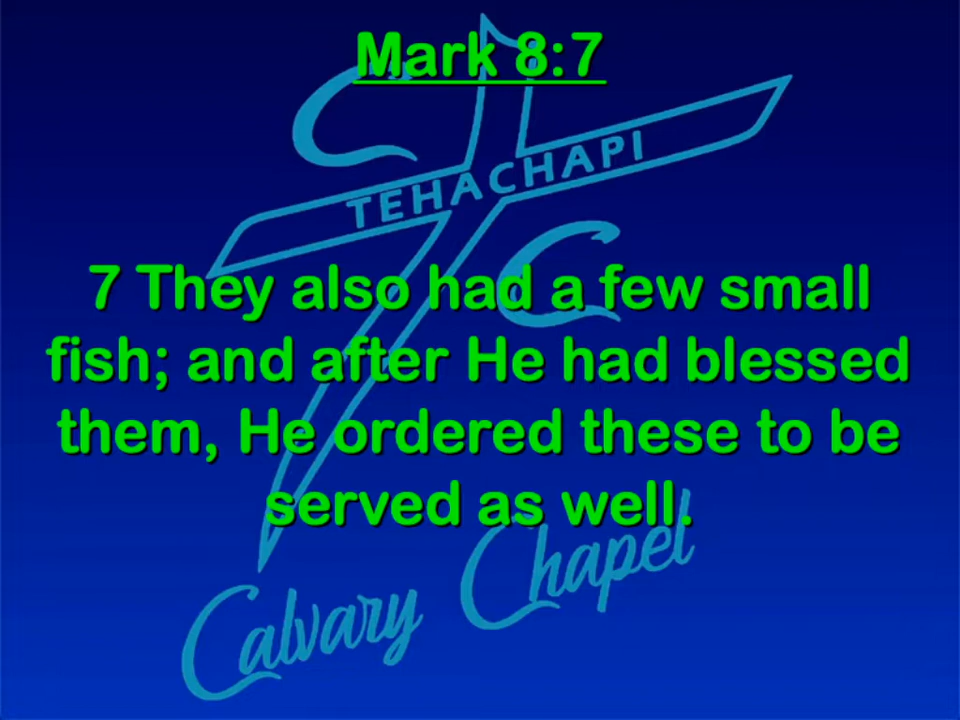 Mark 8:7
TEHACHAPI
C
C
7 They also had a few small
fish; and after He had blessed
them, He ordered these to be
served as well.
Calvary Chapel